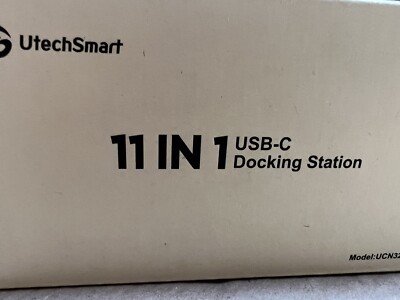 UtechSmart
11 IN 1 USB-C
Docking Station